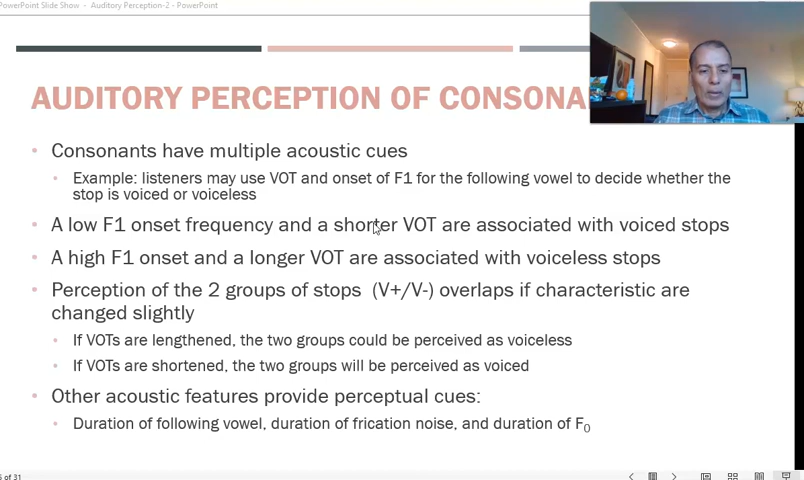 PowerPoint Slide Show - Auditory Perception-2 - PowerPoint
AUDITORY PERCEPTION OF CONSONA
• Consonants have multiple acoustic cues
• Example: listeners may use VOT and onset of F1 for the following vowel to decide whether the
stop is voiced or voiceless
• A low F1 onset frequency and a shorter VOT are associated with voiced stops
• A high F1 onset and a longer VOT are associated with voiceless stops
• Perception of the 2 groups of stops (V+/V-) overlaps if characteristic are
changed slightly
• If VOTs are lengthened, the two groups could be perceived as voiceless
• If VOTs are shortened, the two groups will be perceived as voiced
• Other acoustic features provide perceptual cues:
• Duration of following vowel, duration of frication noise, and duration of F₀
of 31